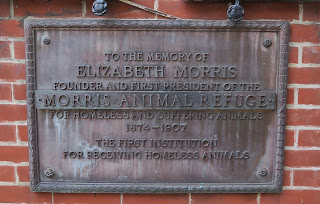 TO THE MEMORY OF
ELIZABETH MORRIS
FOUNDER AND FIRST PRESIDENT OF THE
MORRIS ANIMAL REFUGE
FOR HOMELESS AND SUFFERING ANIMALS
1874-1907
THE FIRST INSTITUTION
FOR RECEIVING HOMELESS ANIMALS